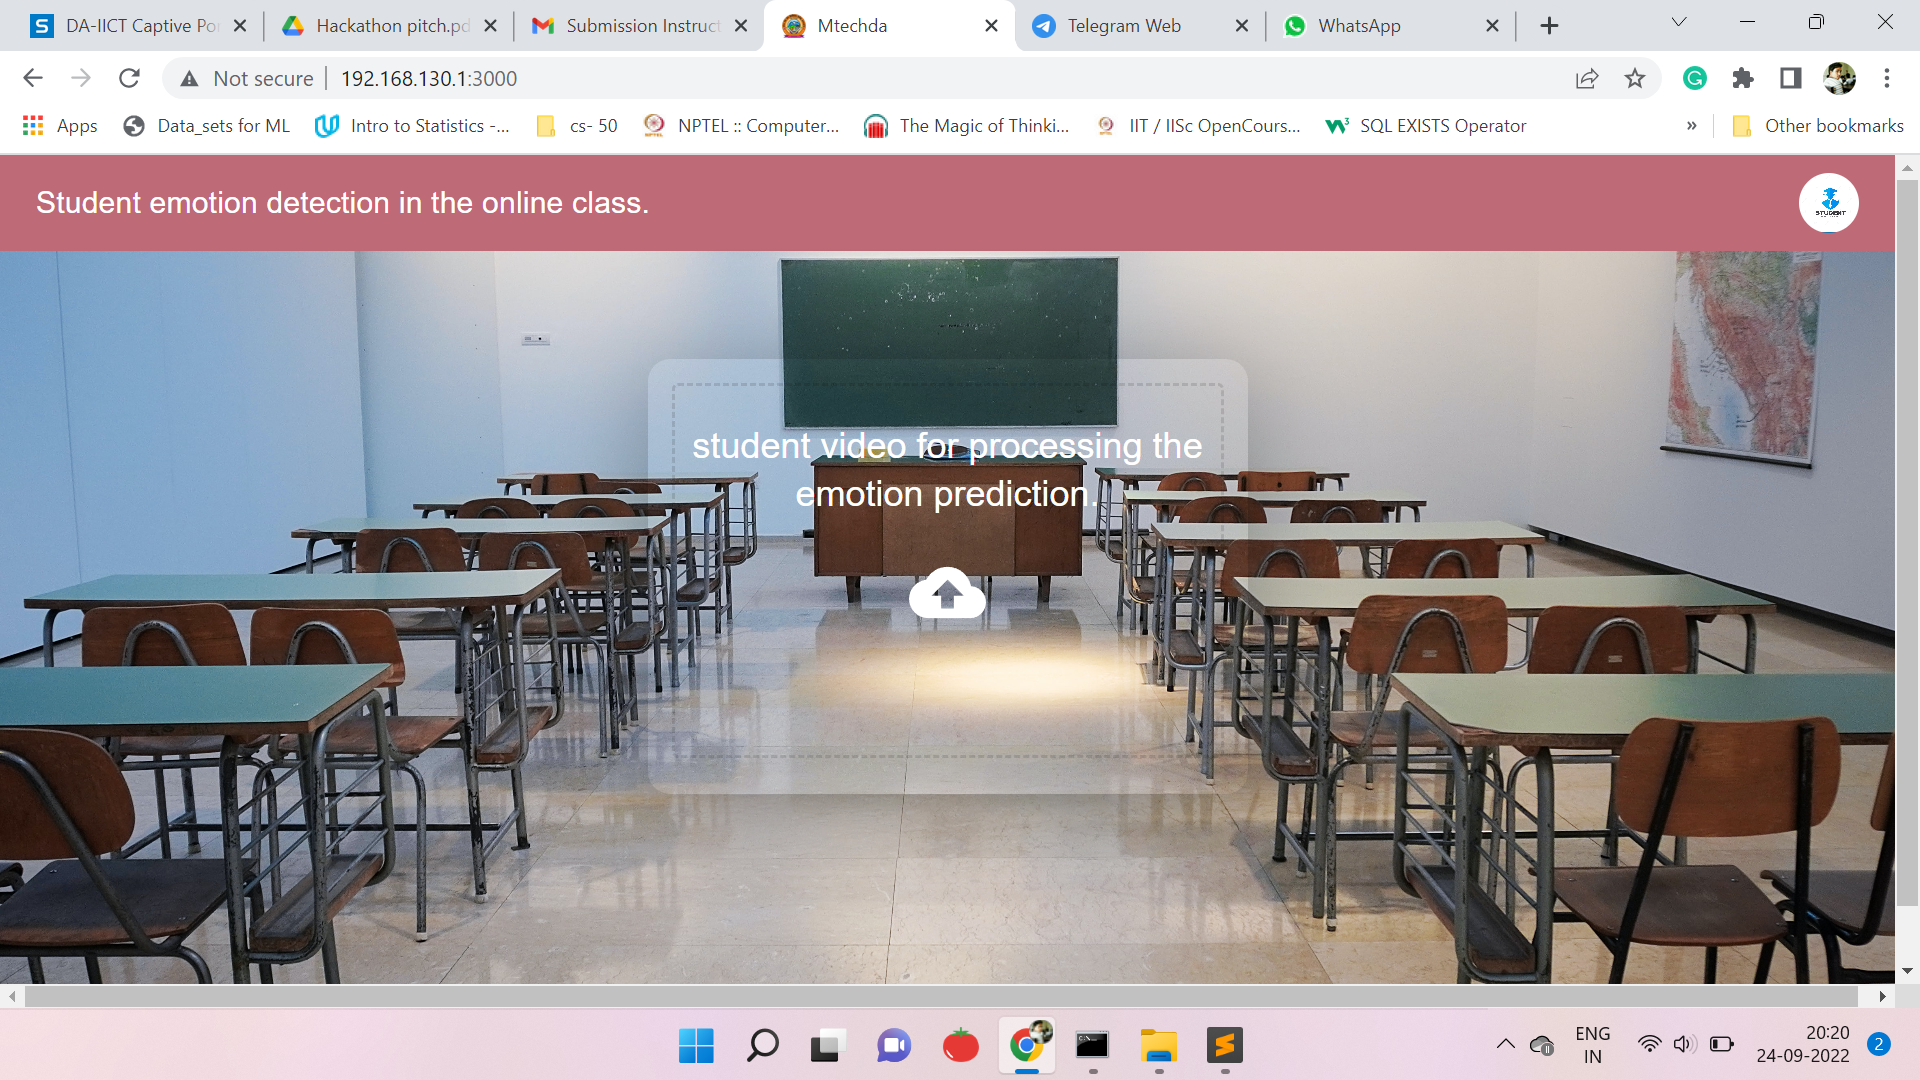 DA-IICT Captive Por
Hackathon pitch.pd
Submission Instruct
Mtechda
Telegram Web
WhatsApp
Not secure
192.168.130.1:3000
Apps
Data_sets for ML
Intro to Statistics -...
cs- 50
NPTEL :: Computer...
The Magic of Thinki...
IIT / IISc OpenCours...
SQL EXISTS Operator
»
Other bookmarks
Student emotion detection in the online class.
STUDENT
student video for processing the
emotion prediction.
ENG
IN
20:20
24-09-2022
2